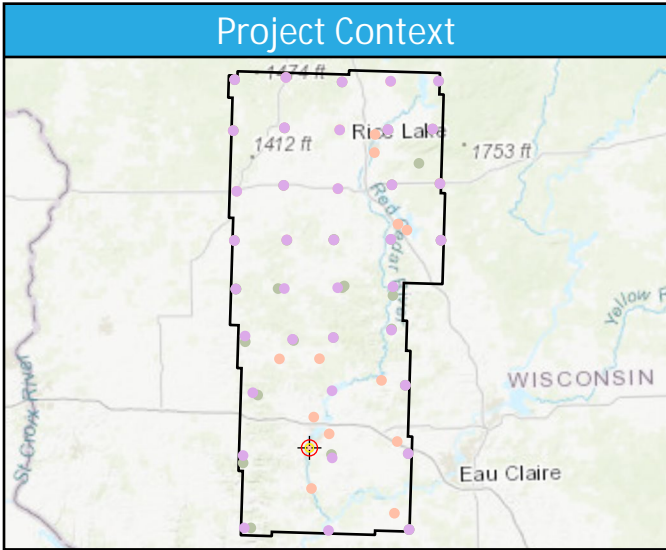 Project Context
1474 ft
Rice Lake
1412 ft
1753 ft
Red Cedar River
Yellow R
St Croix River
WISCONSIN
Eau Claire